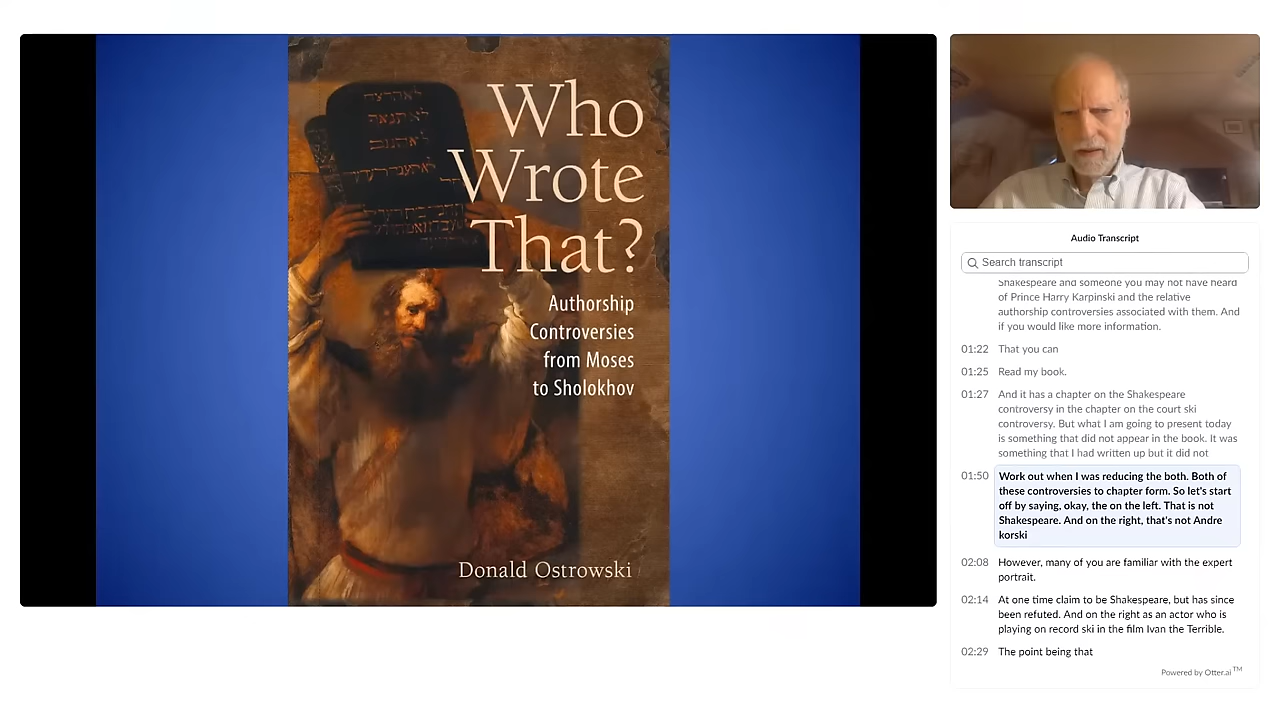 Who
Wrote
That?
Authorship
Controversies
from Moses
to Sholokhov
Donald Ostrowski
Audio Transcript
Search transcript
Shakespeare and someone you may not have heard
of Prince Harry Karpinski and the relative
authorship controversies associated with them. And
if you would like more information.
01:22 That you can
01:25 Read my book.
01:27 And it has a chapter on the Shakespeare
controversy in the chapter on the court ski
controversy. But what I am going to present today
is something that did not appear in the book. It was
something that I had written up but it did not
01:50 Work out when I was reducing the both. Both of
these controversies to chapter form. So let's start
off by saying, okay, the on the left. That is not
Shakespeare. And on the right, that's not Andre
korski
02:08 However, many of you are familiar with the expert
portrait.
02:14 At one time claim to be Shakespeare, but has since
been refuted. And on the right as an actor who is
playing on record ski in the film Ivan the Terrible.
02:29 The point being that
Powered by Otter.ai TM